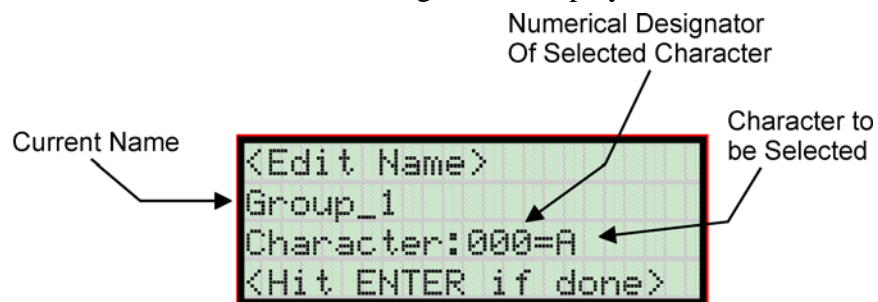 Numerical Designator
Of Selected Character
Character to
be Selected
Current Name
<Edit Name>
Group_1
Character:000=A
<Hit ENTER if done>